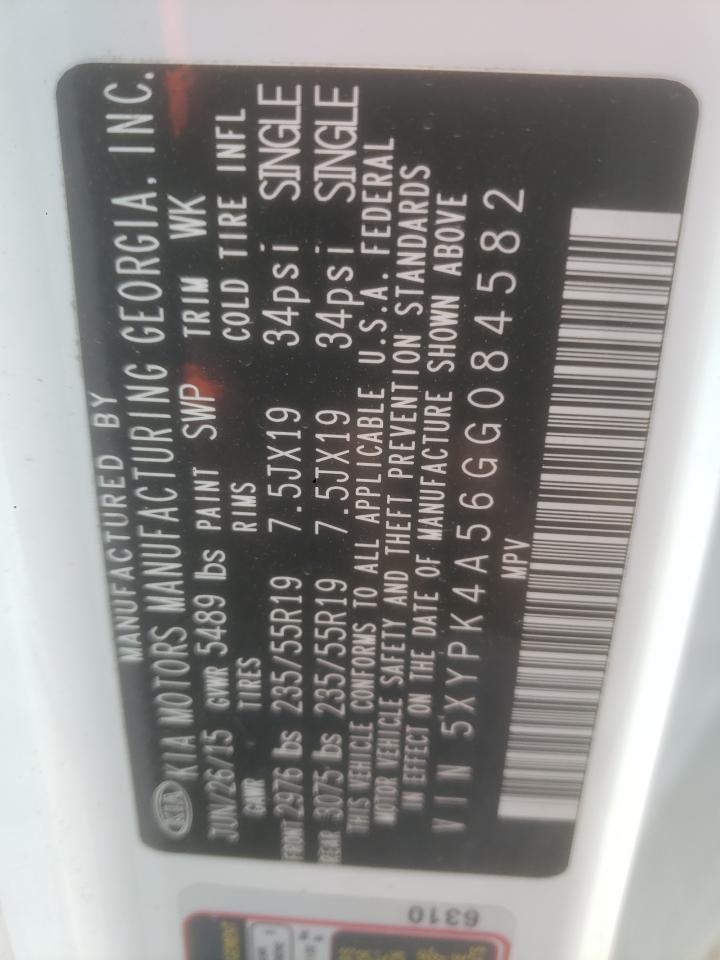 MANUFACTURED BY
KIA KIA MOTORS MANUFACTURING GEORGIA, INC.
JUN/26/15 GVWR 5489 lbs PAINT SWP TRIM WK
GWR TIRES RIMS COLD TIRE INFL
FRONT 2976 lbs 235/55R19 7.5JX19 34psi SINGLE
REAR 3075 lbs 235/55R19 7.5JX19 34psi SINGLE
THIS VEHICLE CONFORMS TO ALL APPLICABLE U.S.A. FEDERAL
MOTOR VEHICLE SAFETY AND THEFT PREVENTION STANDARDS
IN EFFECT ON THE DATE OF MANUFACTURE SHOWN ABOVE
VIN 5XYPK4A56GG084582
MPV
6310